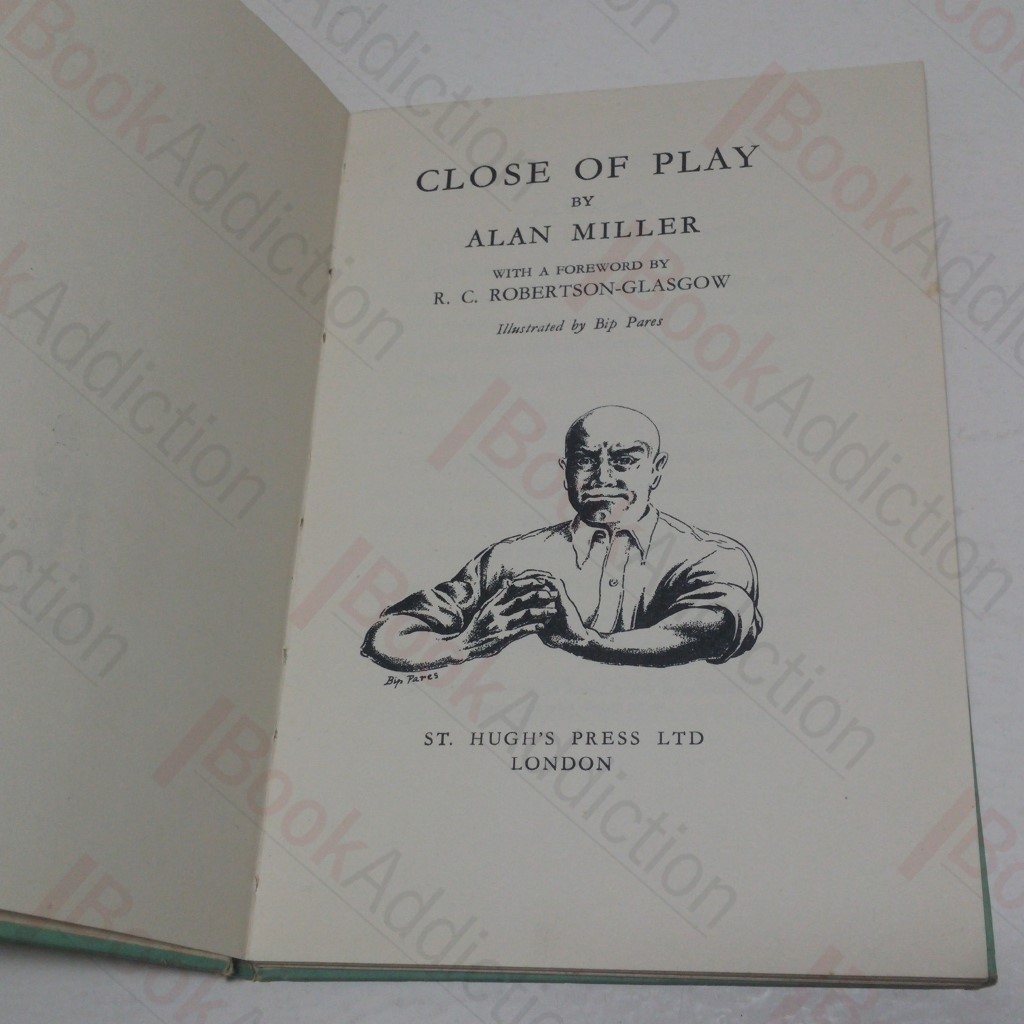 CLOSE OF PLAY
BY
ALAN MILLER
WITH A FOREWORD BY
R. C. ROBERTSON-GLASGOW
Illustrated by Bip Pares
Bip Pares
ST. HUGH'S PRESS LTD
LONDON
BookAddiction